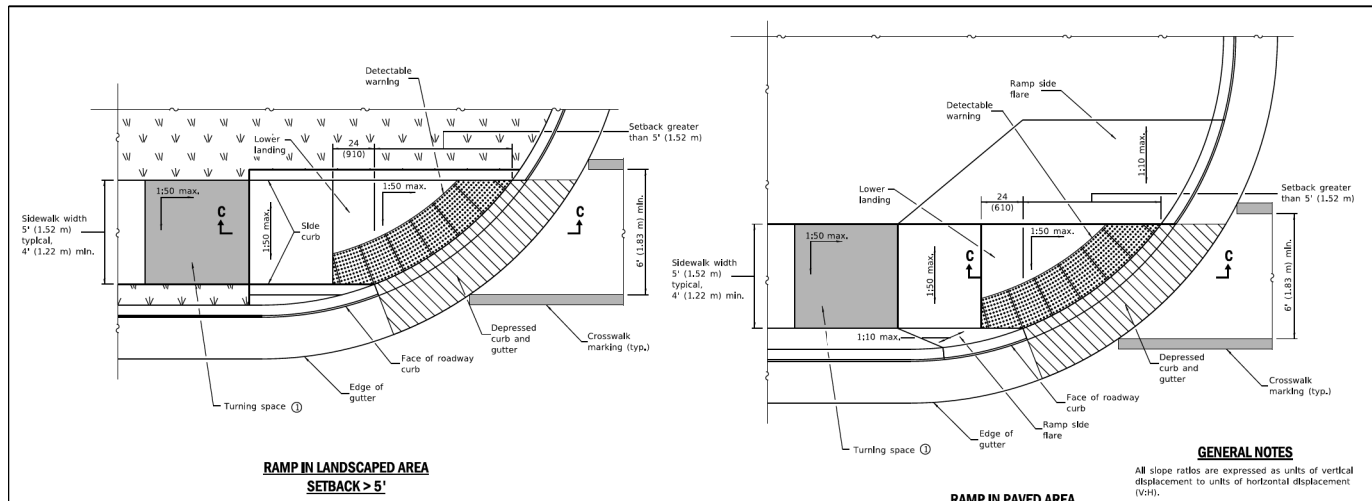 Detectable
warning
Lower
landing
24
(910)
Setback greater
than 5' (1.52 m)
1:50 max.
1:50 max.
1:50 max.
Side
curb
C
C
Sidewalk width
5' (1.52 m)
typical,
4' (1.22 m) min.
6' (1.83 m) min.
Depressed
curb and
gutter
Crosswalk
marking (typ.)
Face of roadway
curb
Edge of
gutter
Turning space ①
RAMP IN LANDSCAPED AREA
SETBACK > 5'
Ramp side
flare
Detectable
warning
1:10 max.
Lower
landing
24
(610)
Setback greater
than 5' (1.52 m)
1:50 max.
1:50 max.
1:50 max.
C
C
Sidewalk width
5' (1.52 m)
typical,
4' (1.22 m) min.
6' (1.83 m) min.
1:10 max.
Depressed
curb and
gutter
Crosswalk
marking (typ.)
Face of roadway
curb
Ramp side
flare
Edge of
gutter
Turning space ①
RAMP IN PAVED AREA
GENERAL NOTES
All slope ratios are expressed as units of vertical
displacement to units of horizontal displacement
(V:H).